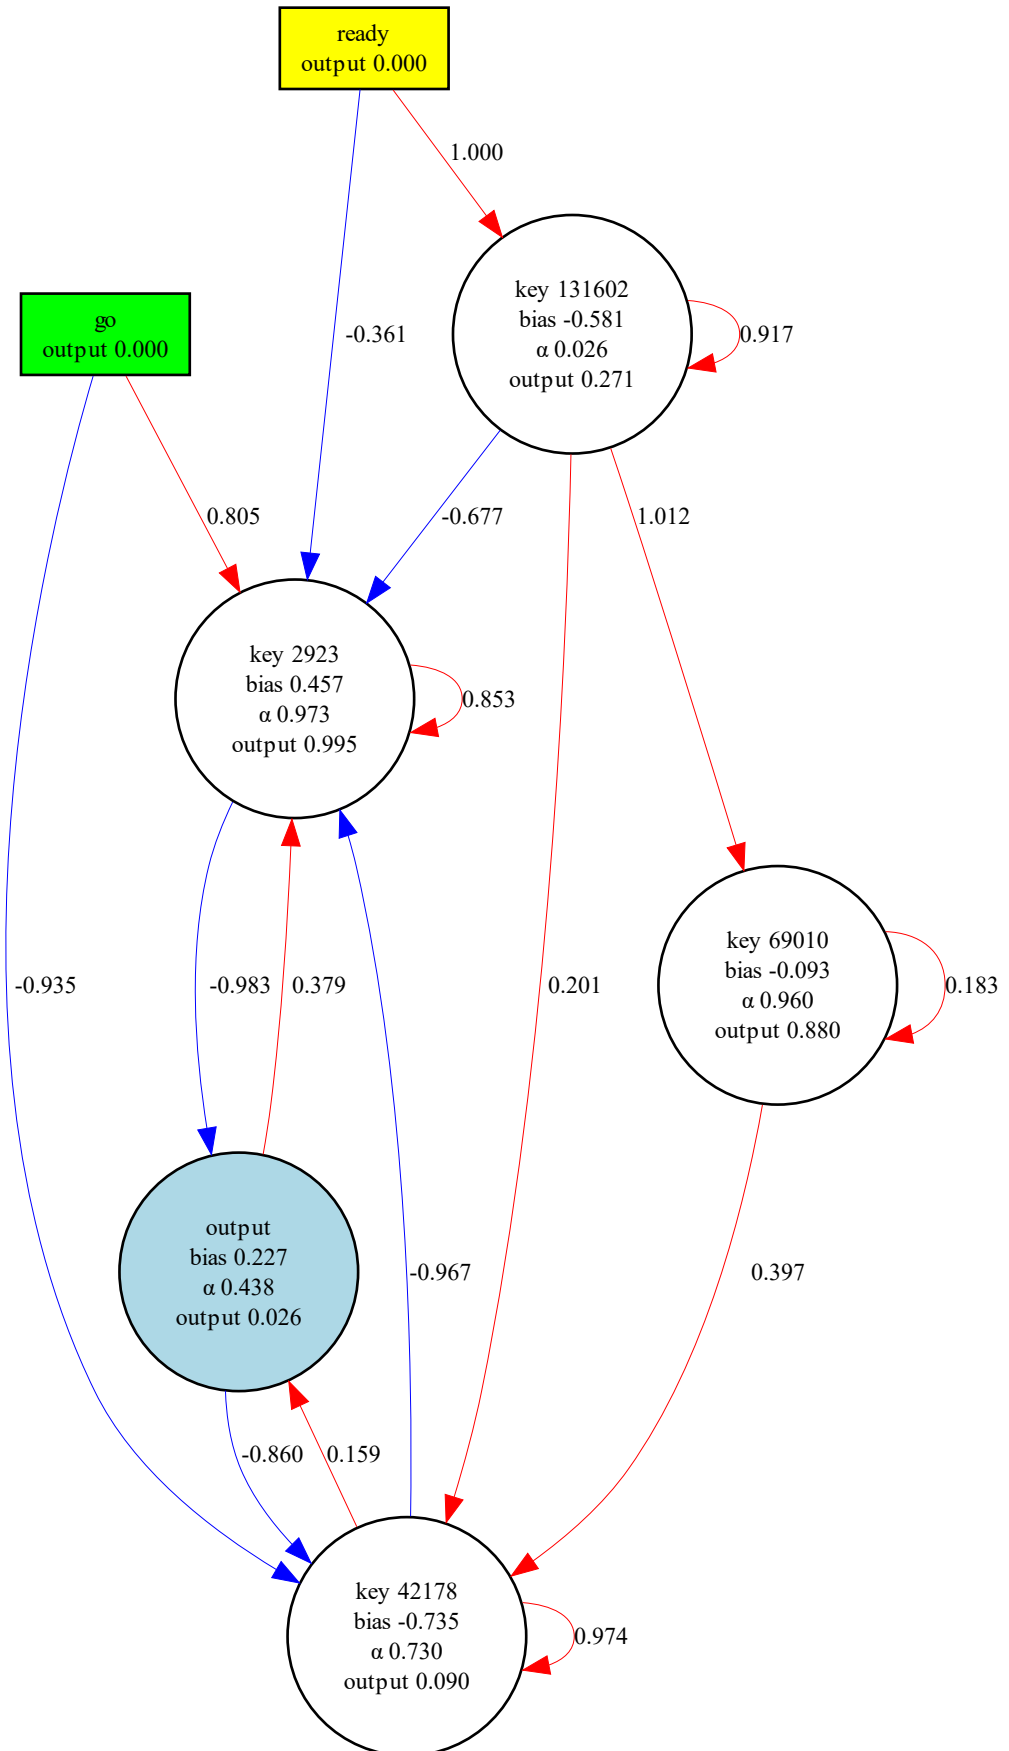 ready
output 0.000
1.000
key 131602
bias -0.581
α 0.026
output 0.271
0.917
go
output 0.000
-0.361
0.805
-0.677
1.012
key 2923
bias 0.457
α 0.973
output 0.995
0.853
key 69010
bias -0.093
α 0.960
output 0.880
0.183
-0.935
-0.983
0.379
0.201
output
bias 0.227
α 0.438
output 0.026
-0.967
0.397
-0.860
0.159
key 42178
bias -0.735
α 0.730
output 0.090
0.974